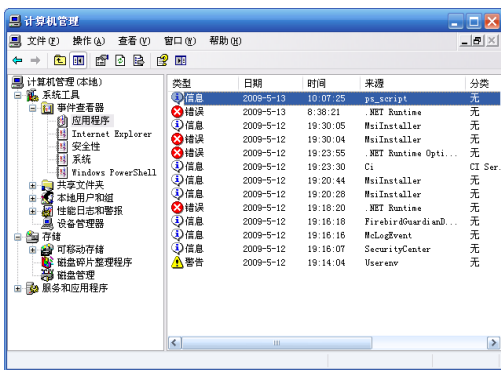 计算机管理
文件(F) 操作(A) 查看(V) 窗口(W) 帮助(H)
计算机管理(本地)
系统工具
事件查看器
应用程序
Internet Explorer
安全性
系统
Windows PowerShell
共享文件夹
本地用户和组
性能日志和警报
设备管理器
存储
可移动存储
磁盘碎片整理程序
磁盘管理
服务和应用程序
类型 日期 时间 来源 分类
信息 2009-5-13 10:07:25 ps_script 无
错误 2009-5-13 8:38:21 .NET Runtime 无
信息 2009-5-12 19:30:05 MsiInstaller 无
错误 2009-5-12 19:30:04 MsiInstaller 无
错误 2009-5-12 19:23:55 .NET Runtime Opti... 无
信息 2009-5-12 19:23:30 Ci CI Ser
信息 2009-5-12 19:20:44 MsiInstaller 无
信息 2009-5-12 19:20:28 MsiInstaller 无
错误 2009-5-12 19:18:20 .NET Runtime 无
信息 2009-5-12 19:16:18 FirebirdGuardianD... 无
信息 2009-5-12 19:16:16 McLogEvent 无
信息 2009-5-12 19:16:07 SecurityCenter 无
警告 2009-5-12 19:14:04 Userenv 无